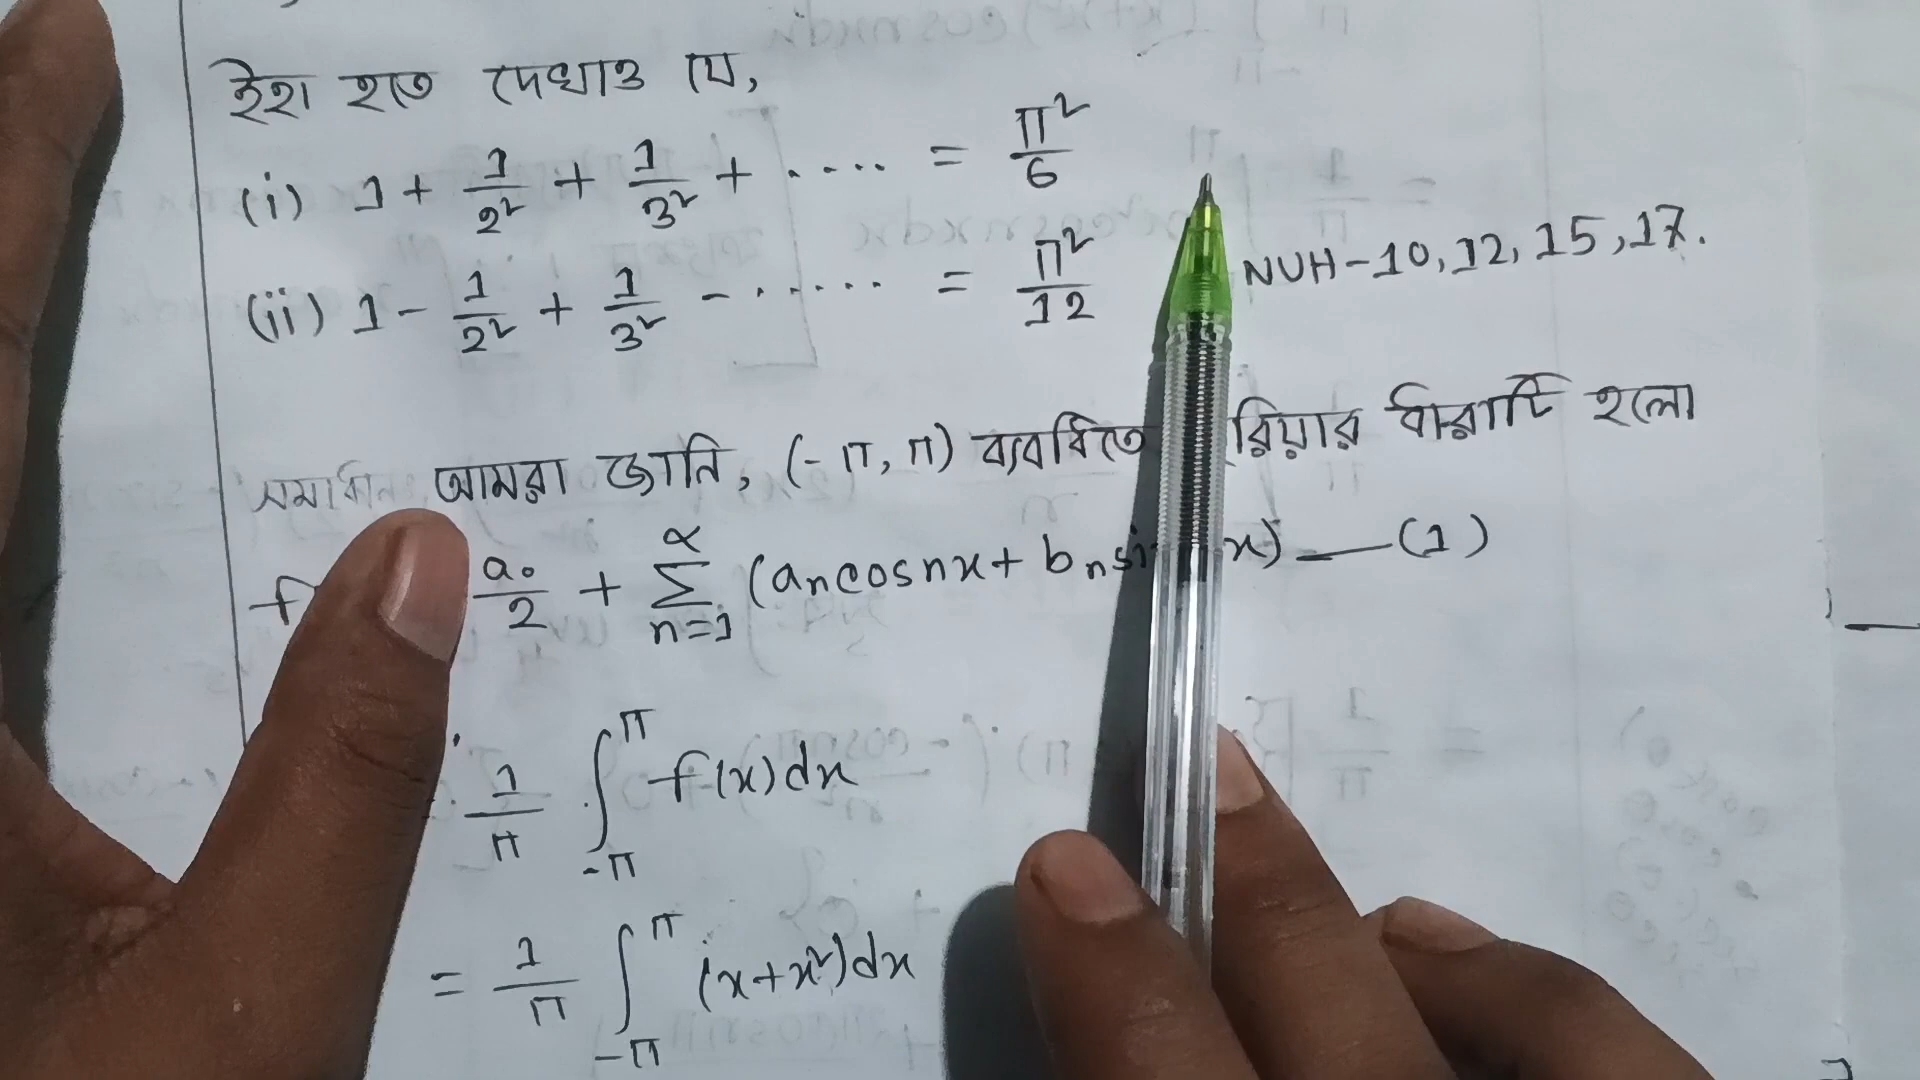 ইহা হতে দেখাও যে,
(i) 1 + 1/2² + 1/3² + .... = π²/6
(ii) 1 - 1/2² + 1/3² - ...... = π²/12
NUH-10, 12, 15, 17.
সমাধান আমরা জানি, (-π, π) ব্যবধিতে রিয়ার ধারাটি হলো
f a₀/2 + Σ n=1 ∝ (aₙcosnx + bₙsi x) — (1)
1/π ∫ -π π f(x)dx
= 1/π ∫ -π π (x+x²)dx